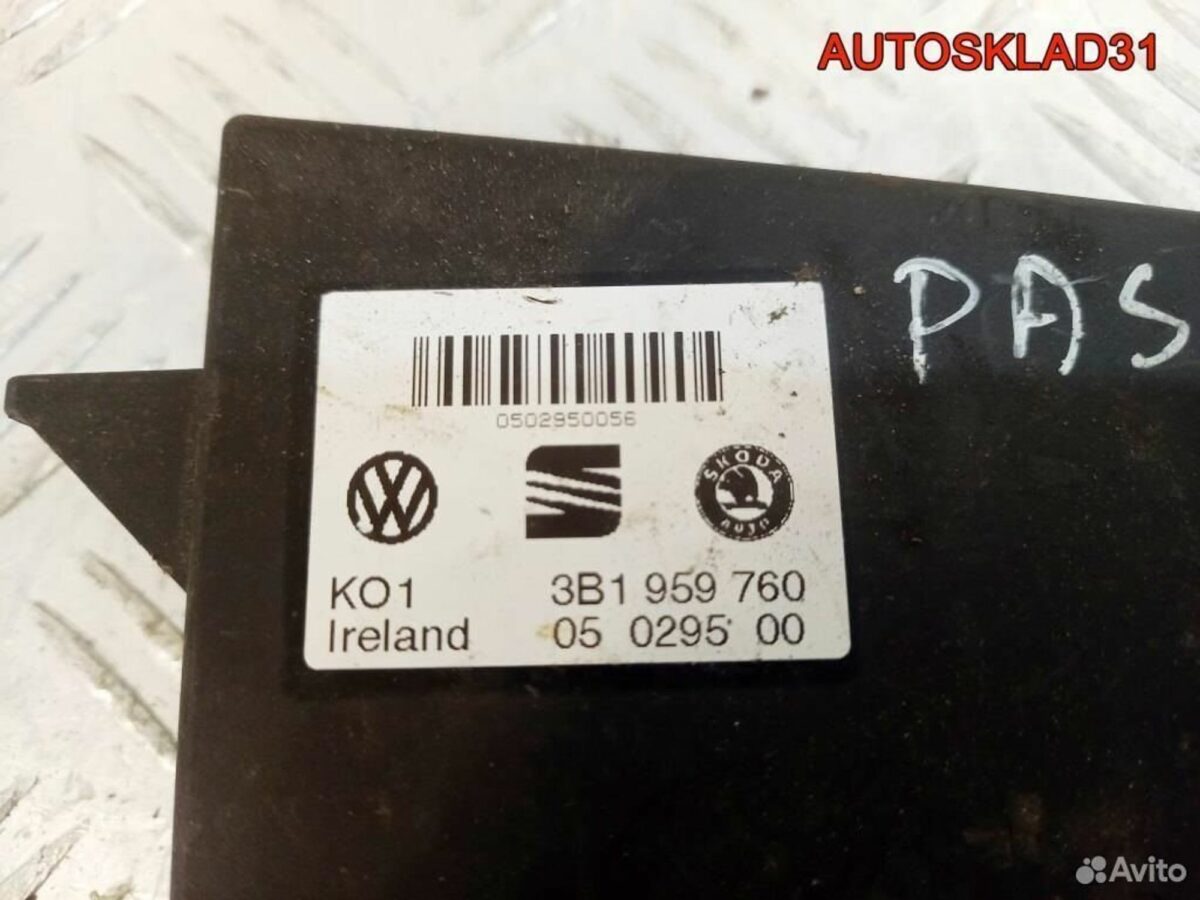 AUTOSKLAD31
PAS
0502950056
SKODA
AUTO
KO1 3B1 959 760
Ireland 05 0295 00
Avito